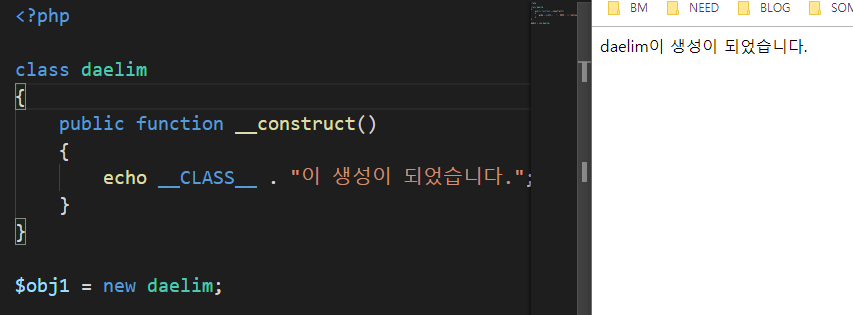 <?php
class daelim
{
    public function __construct()
    {
        echo __CLASS__ . "이 생성이 되었습니다.";
    }
}
$obj1 = new daelim;
BM NEED BLOG SOM
daelim이 생성이 되었습니다.